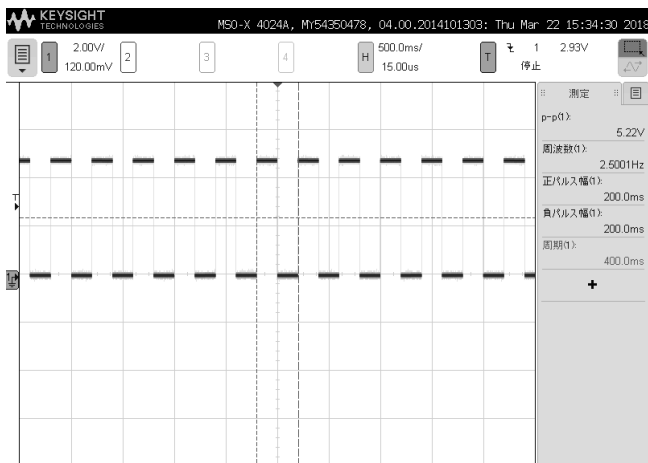 KEYSIGHT
TECHNOLOGIES
MSO-X 4024A, MY54350478, 04.00.2014101303: Thu Mar 22 15:34:30 2018
1
2.00V/
120.00mV
2
3
4
H
500.0ms/
15.00us
T
1
2.93V
停止
測定
p-p(1):
5.22V
周波数(1):
2.5001Hz
正パルス幅(1):
200.0ms
負パルス幅(1):
200.0ms
周期(1):
400.0ms
+
T